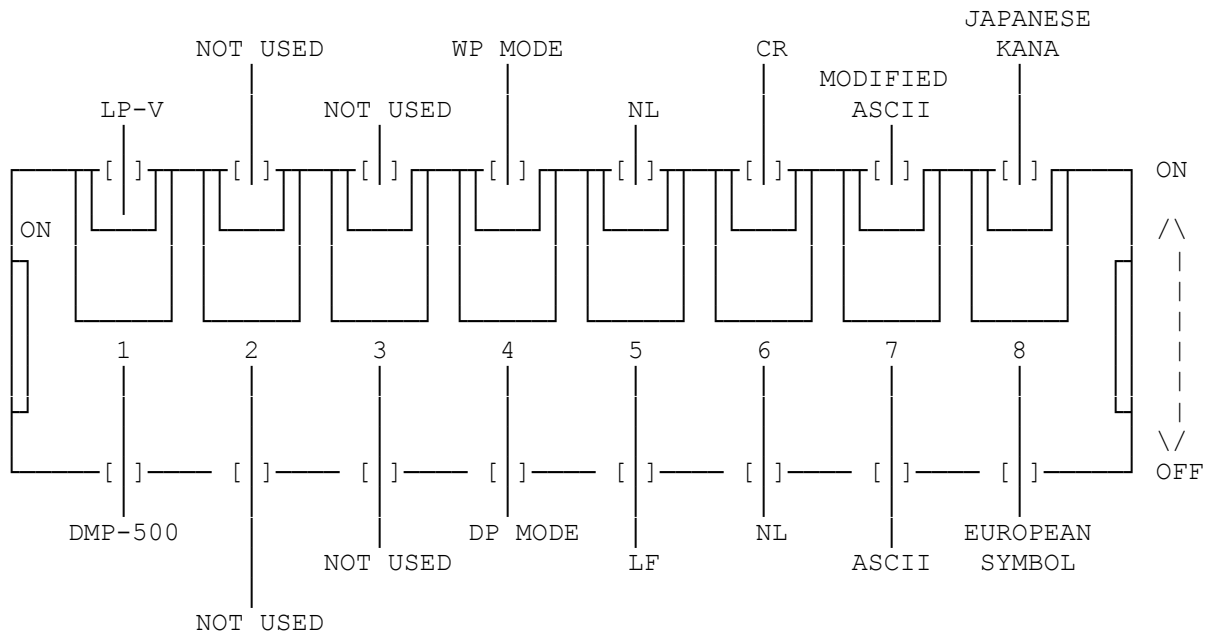 JAPANESE
NOT USED WP MODE CR KANA
MODIFIED
LP-V NOT USED NL ASCII
[ ] [ ] [ ] [ ] [ ] [ ] [ ] [ ] ON
ON /\
1 2 3 4 5 6 7 8
\/
[ ] [ ] [ ] [ ] [ ] [ ] [ ] [ ] OFF
DMP-500 DP MODE NL EUROPEAN
NOT USED LF ASCII SYMBOL
NOT USED